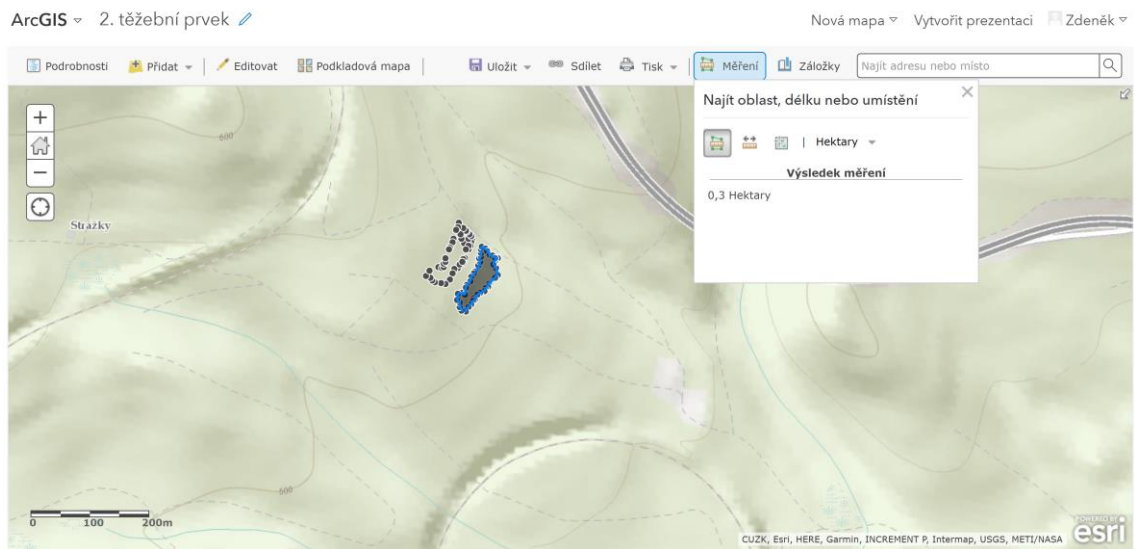 ArcGIS 2. těžební prvek Nová mapa Vytvořit prezentaci Zdeněk
Podrobnosti Přidat Editovat Podkladová mapa Uložit Sdílet Tisk Měření Záložky Najít adresu nebo místo
Najít oblast, délku nebo umístění
| Hektary
Výsledek měření
0,3 Hektary
600
Strážky
600
0 100 200m
POWERED BY
esri
CUZK, Esri, HERE, Garmin, INCREMENT P, Intermap, USGS, METI/NASA